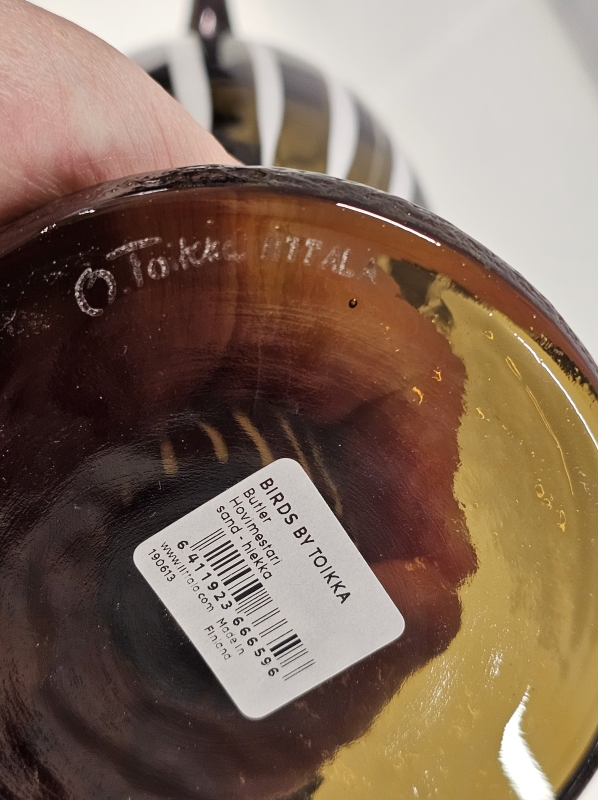 O. Toikka IITTALA
BIRDS BY TOIKKA
Butler
Hovimestari
sand - hiekka
6 411923 666596
www.iittala.com Made in
190613 Finland